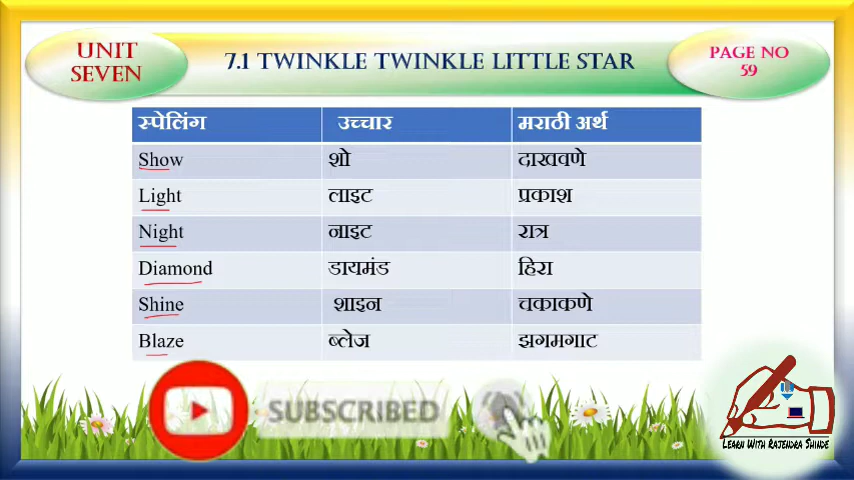 UNIT
SEVEN
7.1 TWINKLE TWINKLE LITTLE STAR
PAGE NO
59
स्पेलिंग उच्चार मराठी अर्थ
Show शो दाखवणे
Light लाइट प्रकाश
Night नाइट रात्र
Diamond डायमंड हिरा
Shine शाइन चकाकणे
Blaze ब्लेज झगमगाट
SUBSCRIBED
LEARN WITH RAJENDRA SHINDE